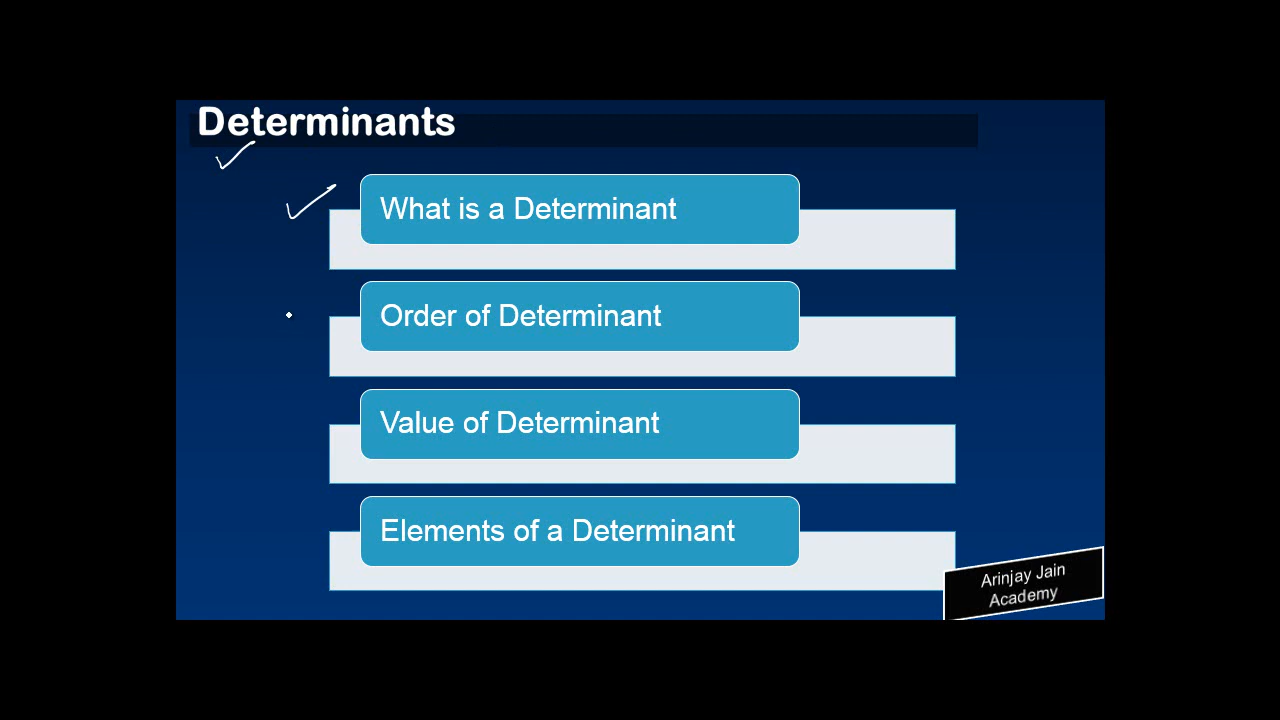 Determinants
What is a Determinant
Order of Determinant
Value of Determinant
Elements of a Determinant
Arinjay Jain
Academy